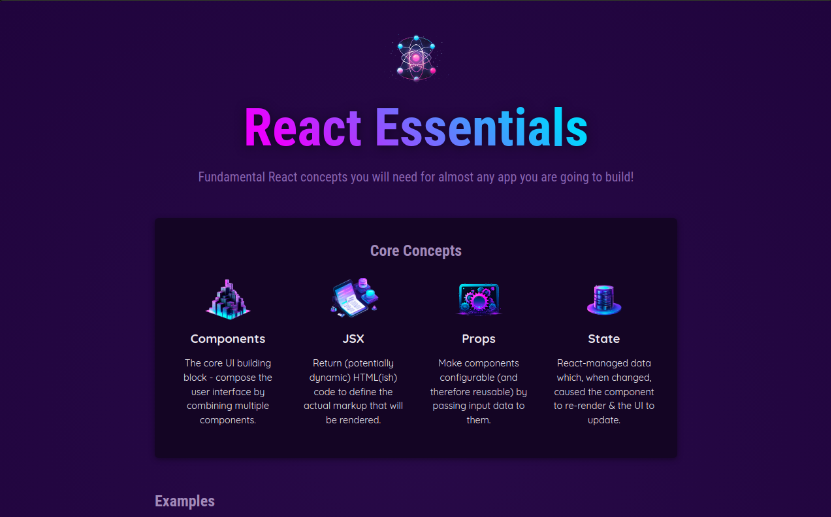 React Essentials
Fundamental React concepts you will need for almost any app you are going to build!
Core Concepts
Components
The core UI building
block - compose the
user interface by
combining multiple
components.
JSX
Return (potentially
dynamic) HTML(ish)
code to define the
actual markup that will
be rendered.
Props
Make components
configurable (and
therefore reusable) by
passing input data to
them.
State
React-managed data
which, when changed,
caused the component
to re-render & the UI to
update.
Examples